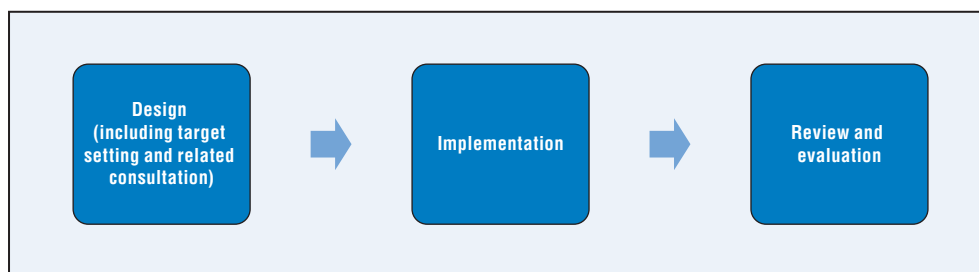 Design
(including target
setting and related
consultation)
Implementation
Review and
evaluation